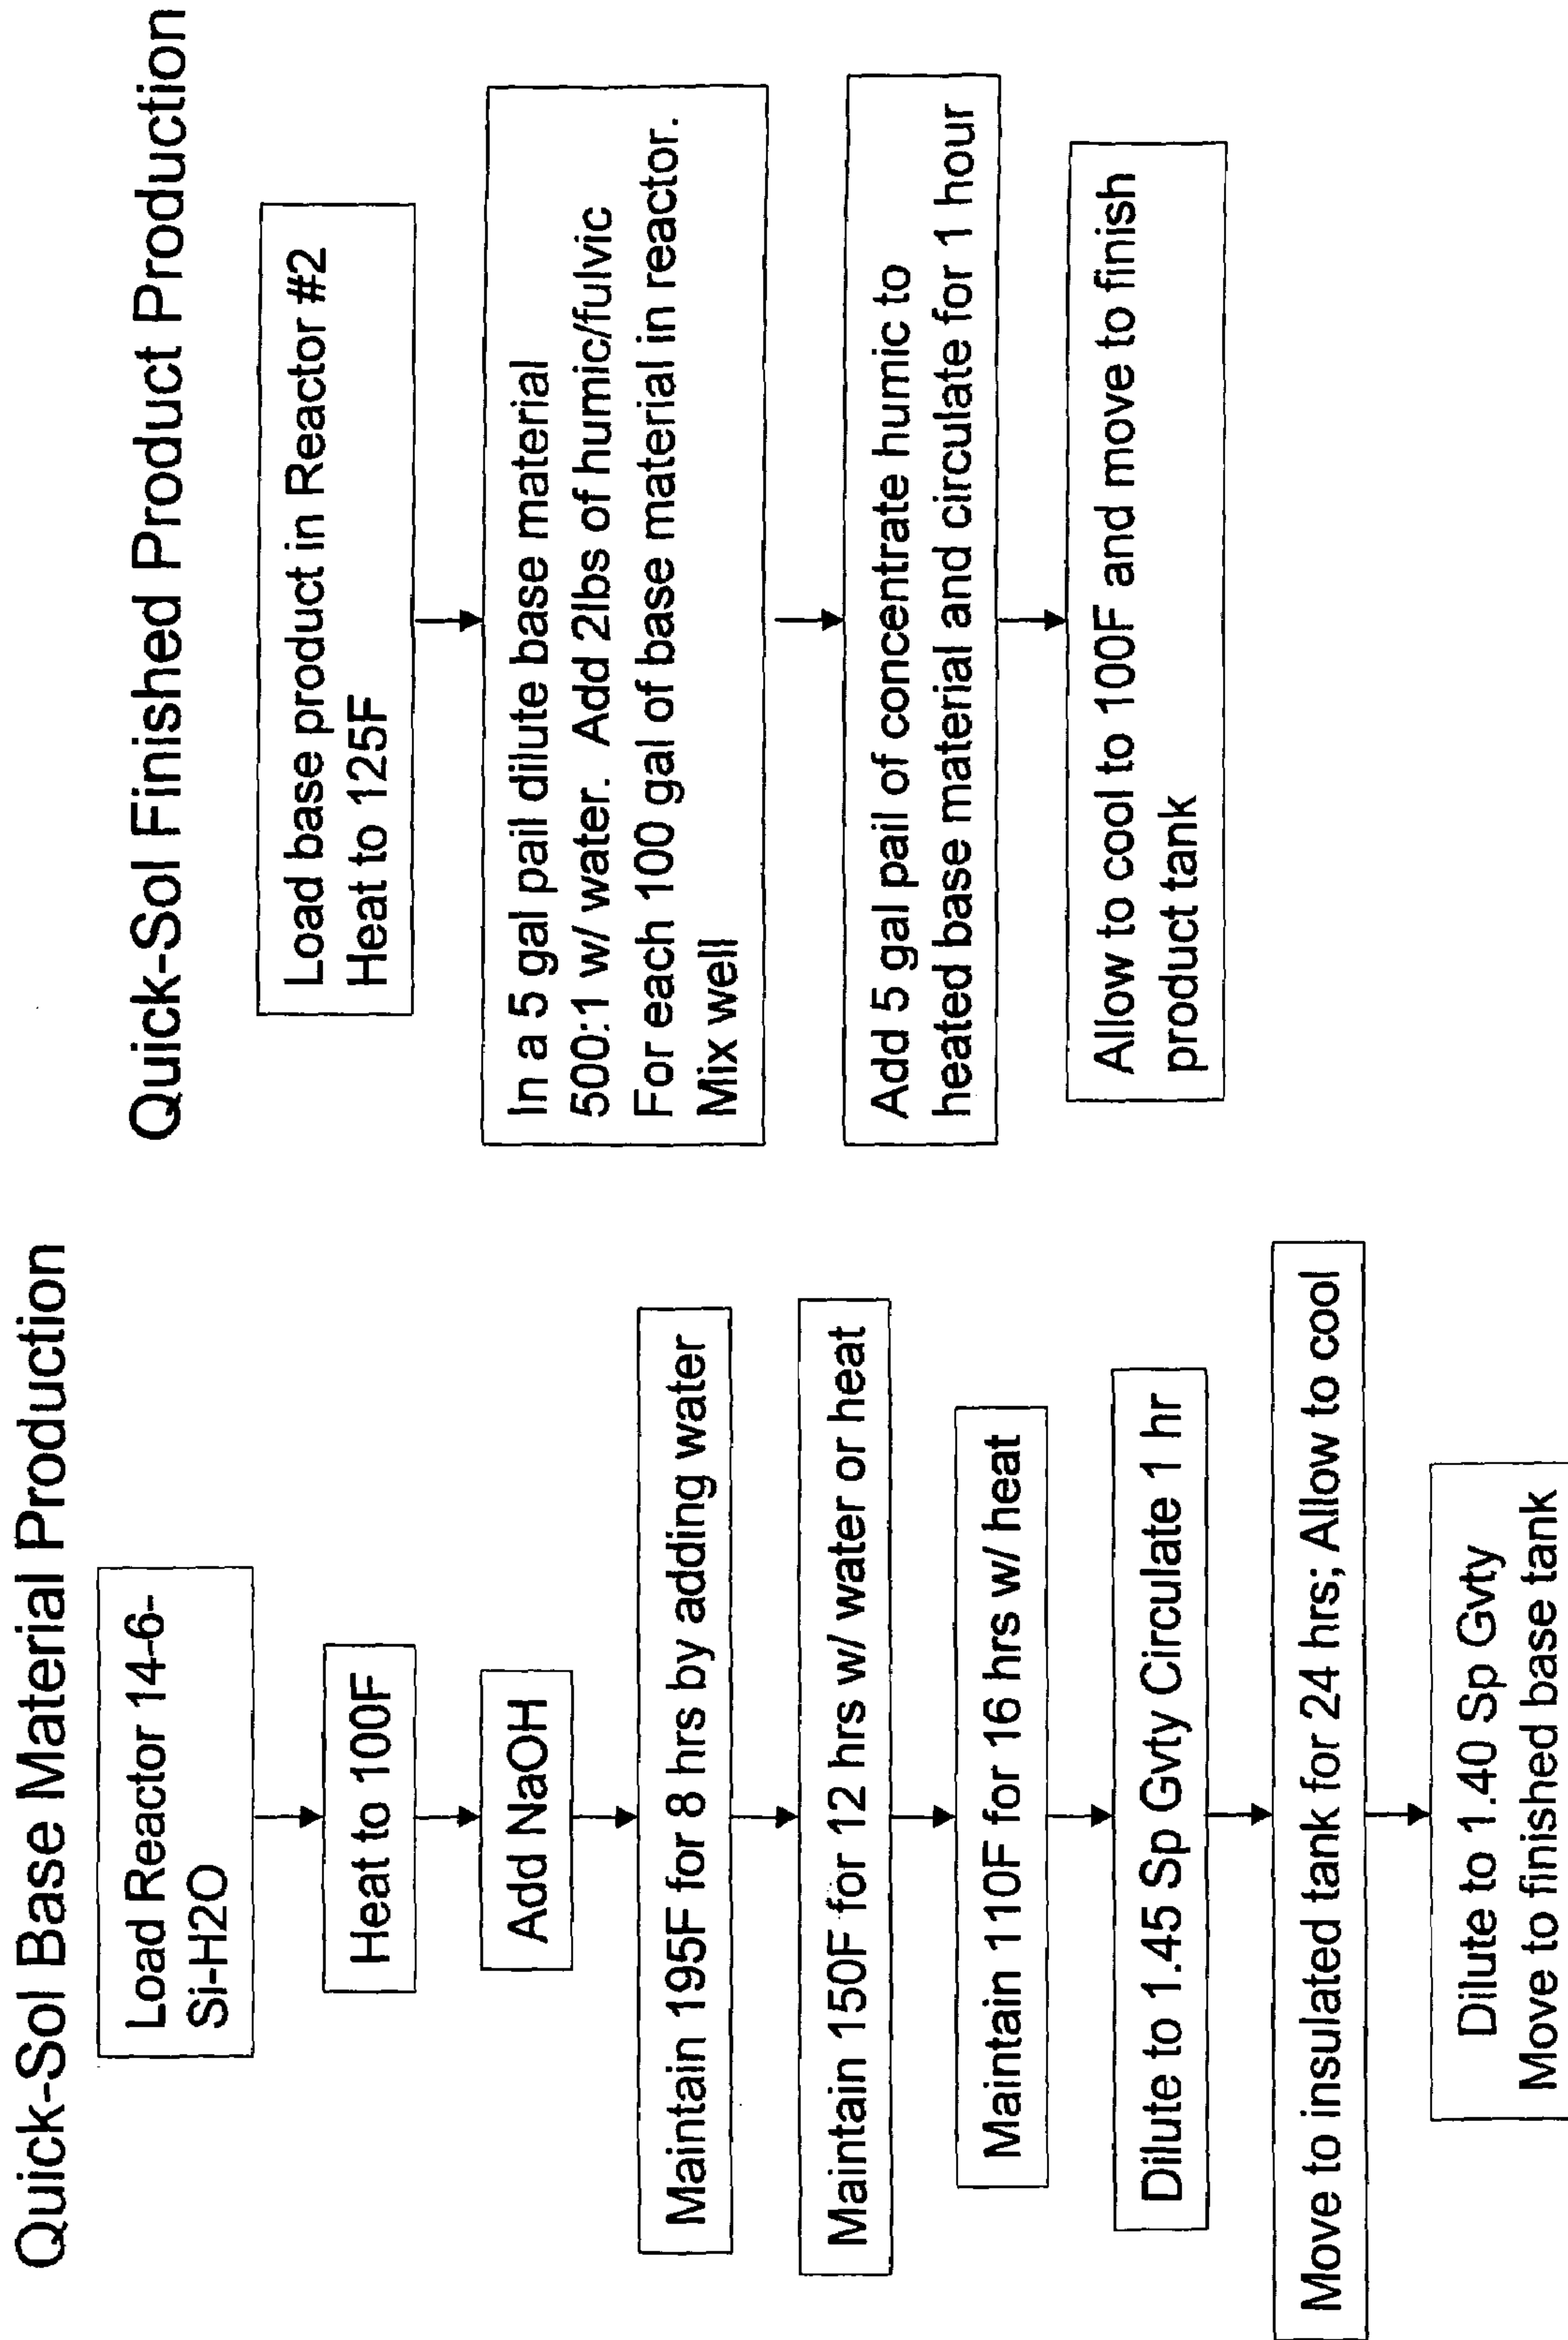 Quick-Sol Base Material Production
Load Reactor 14-6-
Si-H2O
Heat to 100F
Add NaOH
Maintain 195F for 8 hrs by adding water
Maintain 150F for 12 hrs w/ water or heat
Maintain 110F for 16 hrs w/ heat
Dilute to 1.45 Sp Gvty Circulate 1 hr
Move to insulated tank for 24 hrs; Allow to cool
Dilute to 1.40 Sp Gvty
Move to finished base tank
Quick-Sol Finished Product Production
Load base product in Reactor #2
Heat to 125F
In a 5 gal pail dilute base material
500:1 w/ water. Add 2lbs of humic/fulvic
For each 100 gal of base material in reactor.
Mix well
Add 5 gal pail of concentrate humic to
heated base material and circulate for 1 hour
Allow to cool to 100F and move to finish
product tank